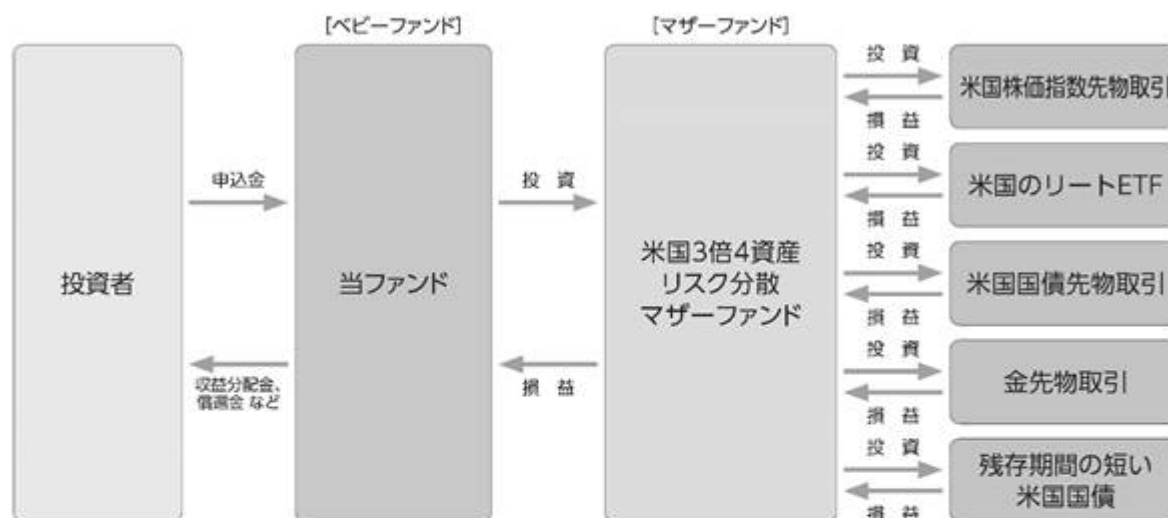 [ベビーファンド]
[マザーファンド]
投資者
申込金
収益分配金、
償還金 など
当ファンド
投 資
損 益
米国3倍4資産
リスク分散
マザーファンド
投 資
米国株価指数先物取引
損 益
投 資
米国のリートETF
損 益
投 資
米国国債先物取引
損 益
投 資
金先物取引
損 益
投 資
残存期間の短い
米国国債
損 益